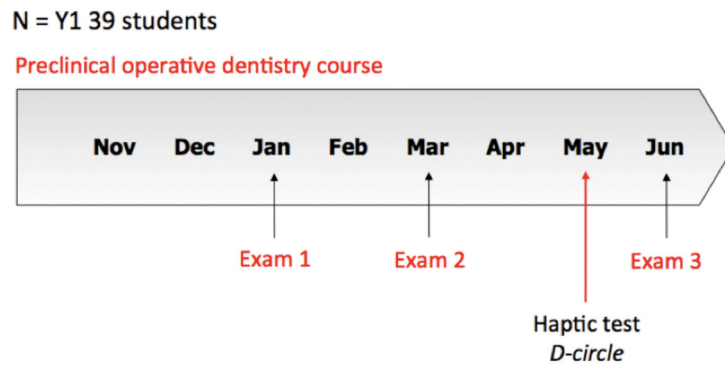 N = Y1 39 students
Preclinical operative dentistry course
Nov Dec Jan Feb Mar Apr May Jun
Exam 1 Exam 2 Exam 3
Haptic test
D-circle